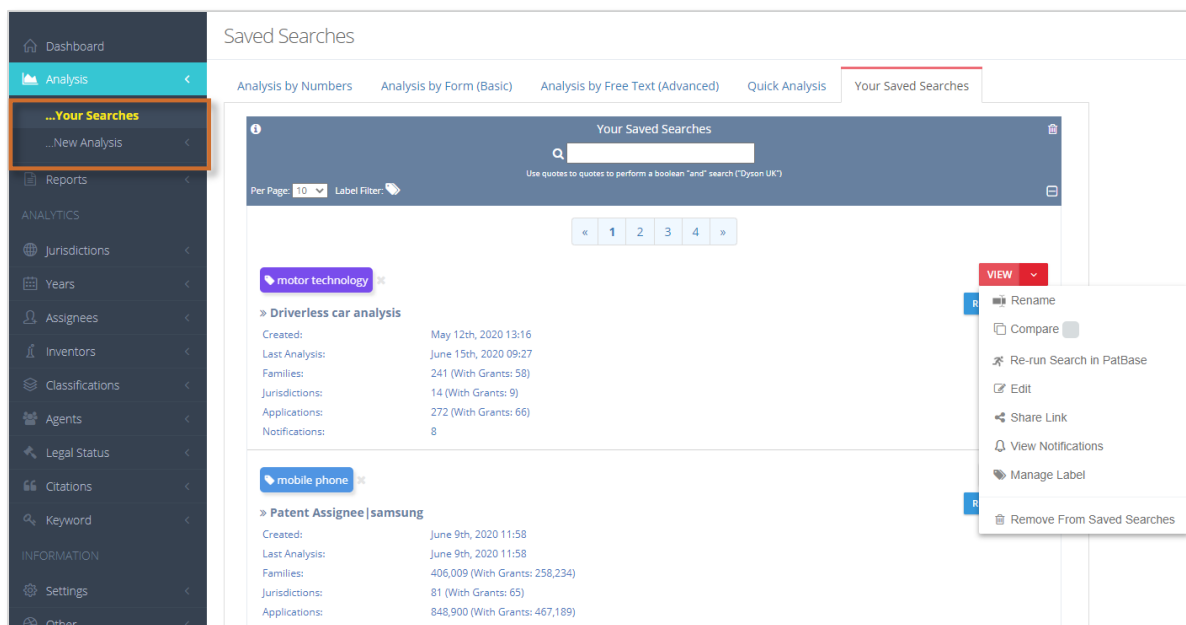 Dashboard
Analysis
...Your Searches
...New Analysis
Reports
ANALYTICS
Jurisdictions
Years
Assignees
Inventors
Classifications
Agents
Legal Status
Citations
Keyword
INFORMATION
Settings
Other
Saved Searches
Analysis by Numbers Analysis by Form (Basic) Analysis by Free Text (Advanced) Quick Analysis Your Saved Searches
Your Saved Searches
Use quotes to quotes to perform a boolean "and" search ("Dyson UK")
Per Page: 10 Label Filter:
« 1 2 3 4 »
motor technology
» Driverless car analysis
Created: May 12th, 2020 13:16
Last Analysis: June 15th, 2020 09:27
Families: 241 (With Grants: 58)
Jurisdictions: 14 (With Grants: 9)
Applications: 272 (With Grants: 66)
Notifications: 8
VIEW
R
Rename
Compare
Re-run Search in PatBase
Edit
Share Link
View Notifications
Manage Label
Remove From Saved Searches
mobile phone
R
» Patent Assignee|samsung
Created: June 9th, 2020 11:58
Last Analysis: June 9th, 2020 11:58
Families: 406,009 (With Grants: 258,234)
Jurisdictions: 81 (With Grants: 65)
Applications: 848,900 (With Grants: 467,189)